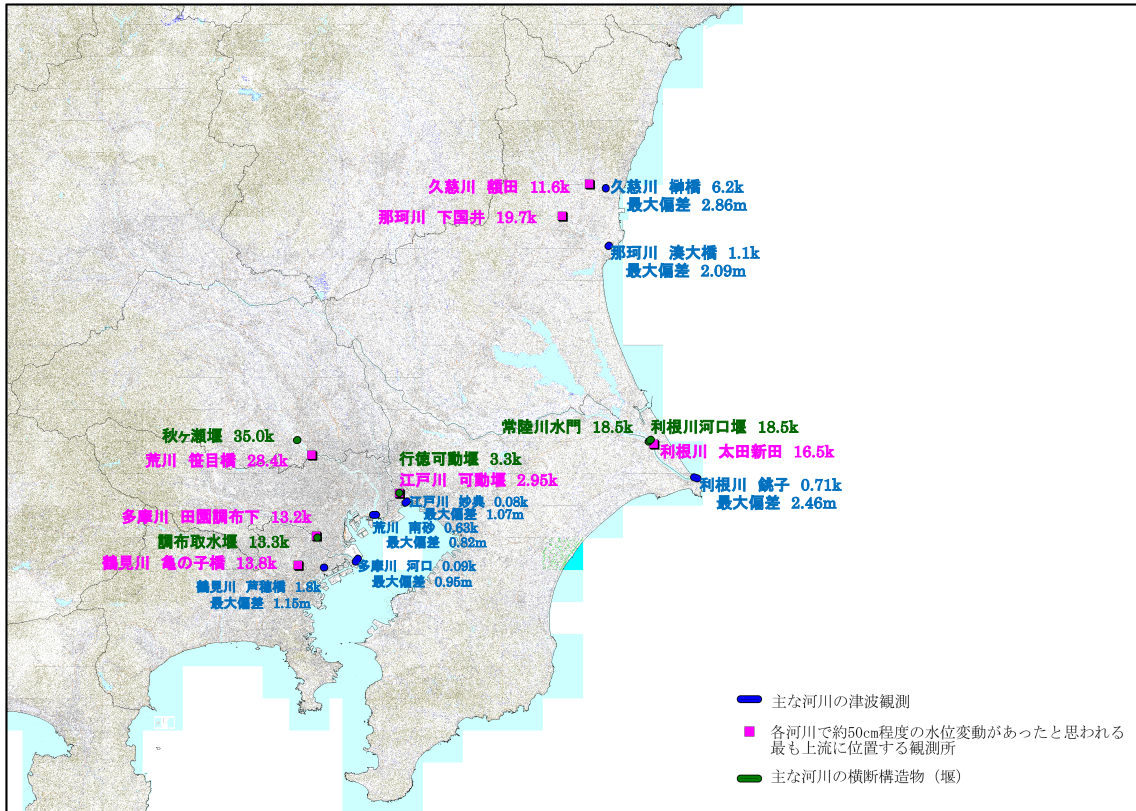 久慈川 額田 11.6k
久慈川 榊橋 6.2k
最大偏差 2.86m
那珂川 下国井 19.7k
那珂川 湊大橋 1.1k
最大偏差 2.09m
常陸川水門 18.5k
利根川河口堰 18.5k
利根川 太田新田 16.5k
利根川 銚子 0.71k
最大偏差 2.46m
秋ヶ瀬堰 35.0k
荒川 笹目橋 28.4k
行徳可動堰 3.3k
江戸川 可動堰 2.95k
江戸川 妙典 0.08k
最大偏差 1.07m
荒川 南砂 0.63k
最大偏差 0.82m
多摩川 田園調布下 13.2k
調布取水堰 13.3k
鶴見川 亀の子橋 13.8k
多摩川 河口 0.09k
最大偏差 0.95m
鶴見川 芦穂橋 1.8k
最大偏差 1.15m
主な河川の津波観測
各河川で約50cm程度の水位変動があったと思われる
最も上流に位置する観測所
主な河川の横断構造物（堰）